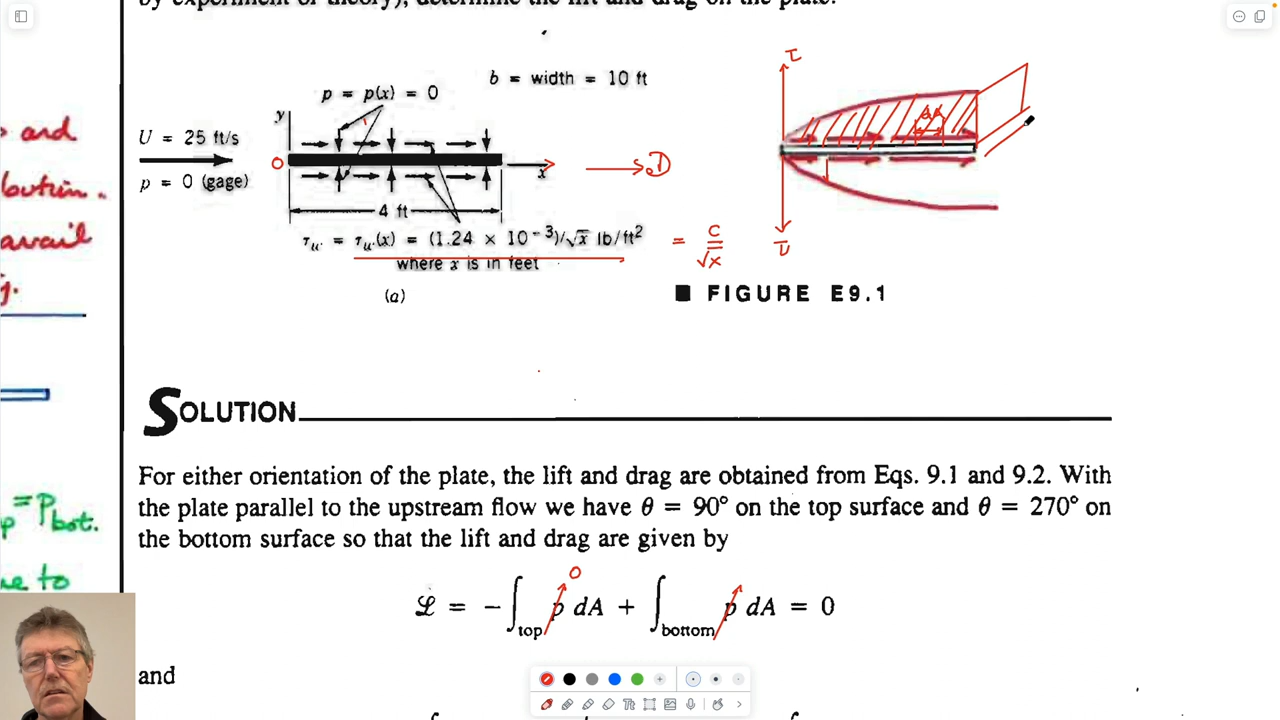 by experiment or theory), determine the lift and drag on the plate.
b = width = 10 ft
p = p(x) = 0
y
U = 25 ft/s
p = 0 (gage)
O
x
D
4 ft
τw = τw(x) = (1.24 × 10⁻³)/√x lb/ft²
where x is in feet
= C/√x
(a)
τ
dA
τ
■ FIGURE E9.1
and
bution.
avail
SOLUTION
For either orientation of the plate, the lift and drag are obtained from Eqs. 9.1 and 9.2. With
the plate parallel to the upstream flow we have θ = 90° on the top surface and θ = 270° on
the bottom surface so that the lift and drag are given by
= Pbot.
to
0
ℒ = −∫top p dA + ∫bottom p dA = 0
and
Tt